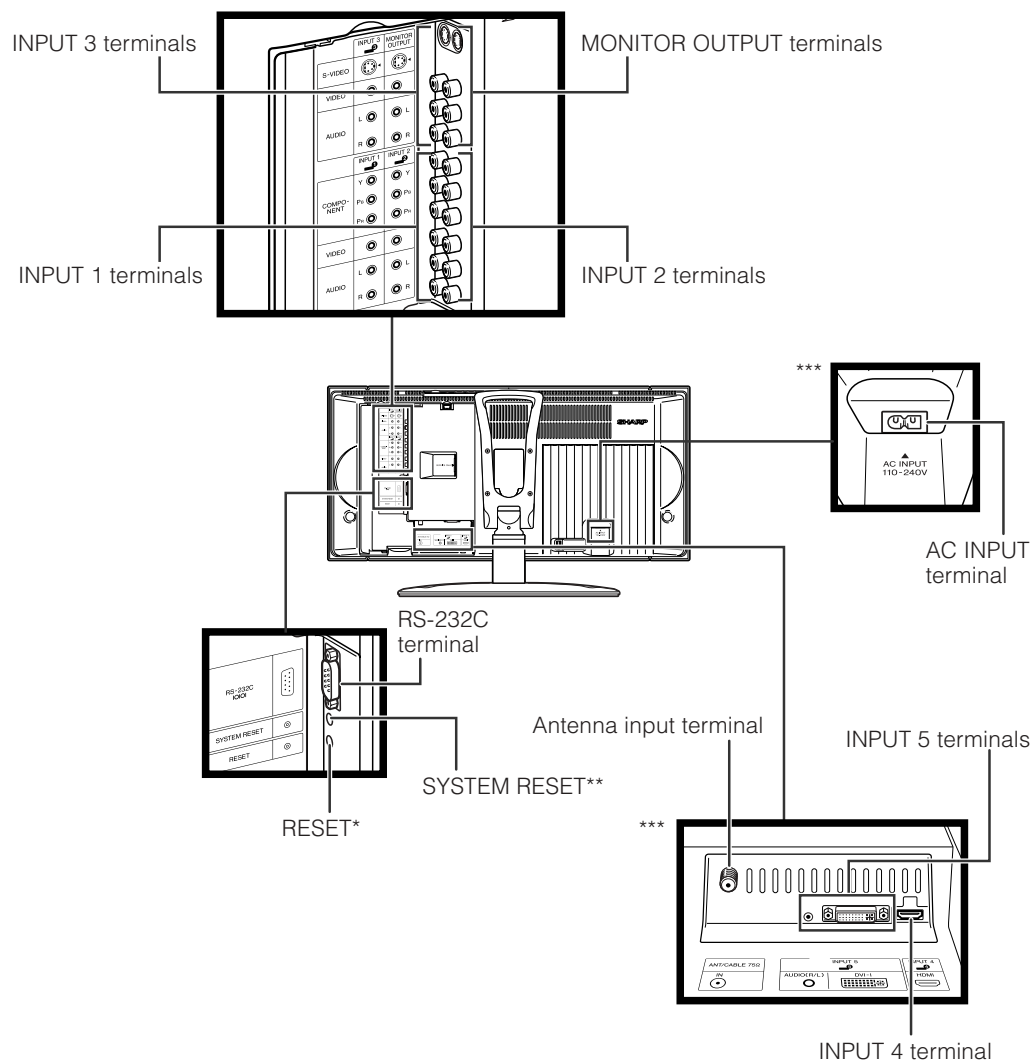 INPUT 3 terminals
MONITOR OUTPUT terminals
INPUT 3
MONITOR
OUTPUT
S-VIDEO
VIDEO
AUDIO
L
L
R
R
INPUT 1
INPUT 2
COMPO-
NENT
Y
Y
PB
PB
PR
PR
VIDEO
AUDIO
L
L
R
R
INPUT 1 terminals
INPUT 2 terminals
***
SHARP
AC INPUT
110-240V
AC INPUT
terminal
RS-232C
terminal
RS-232C
IOIOI
SYSTEM RESET
RESET
SYSTEM RESET**
RESET*
Antenna input terminal
INPUT 5 terminals
***
ANT/CABLE 75Ω
IN
INPUT 5
AUDIO(R/L)
DVI-I
INPUT 4
HDMI
INPUT 4 terminal